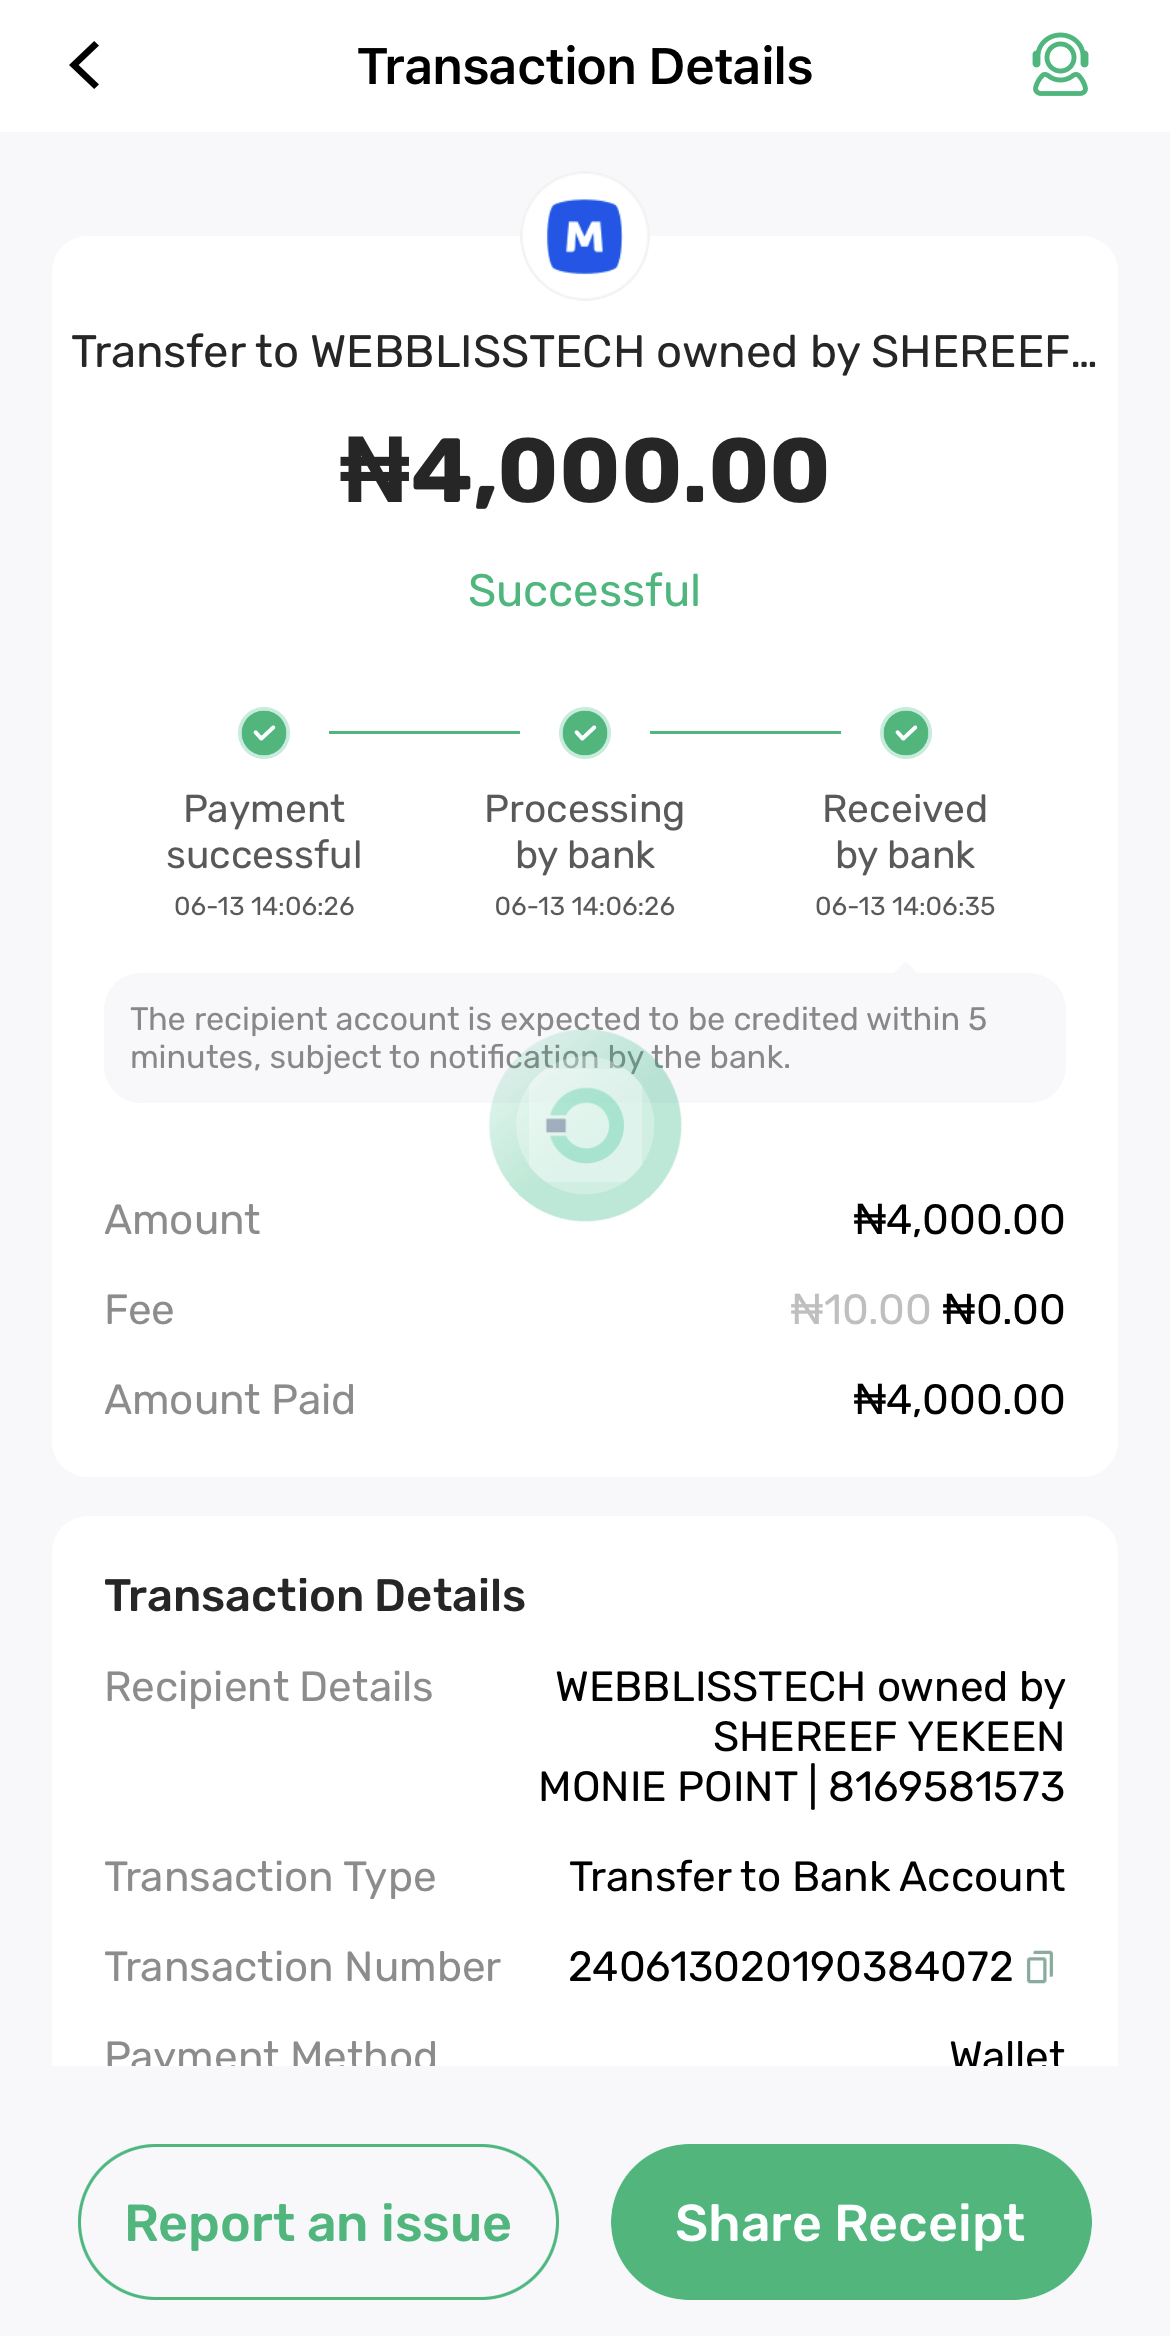 Transaction Details
M
Transfer to WEBBLISSTECH owned by SHEREEF...
₦4,000.00
Successful
Payment successful
06-13 14:06:26
Processing by bank
06-13 14:06:26
Received by bank
06-13 14:06:35
The recipient account is expected to be credited within 5
minutes, subject to notification by the bank.
Amount ₦4,000.00
Fee ₦10.00 ₦0.00
Amount Paid ₦4,000.00
Transaction Details
Recipient Details WEBBLISSTECH owned by
SHEREEF YEKEEN
MONIE POINT | 8169581573
Transaction Type Transfer to Bank Account
Transaction Number 240613020190384072
Payment Method Wallet
Report an issue Share Receipt